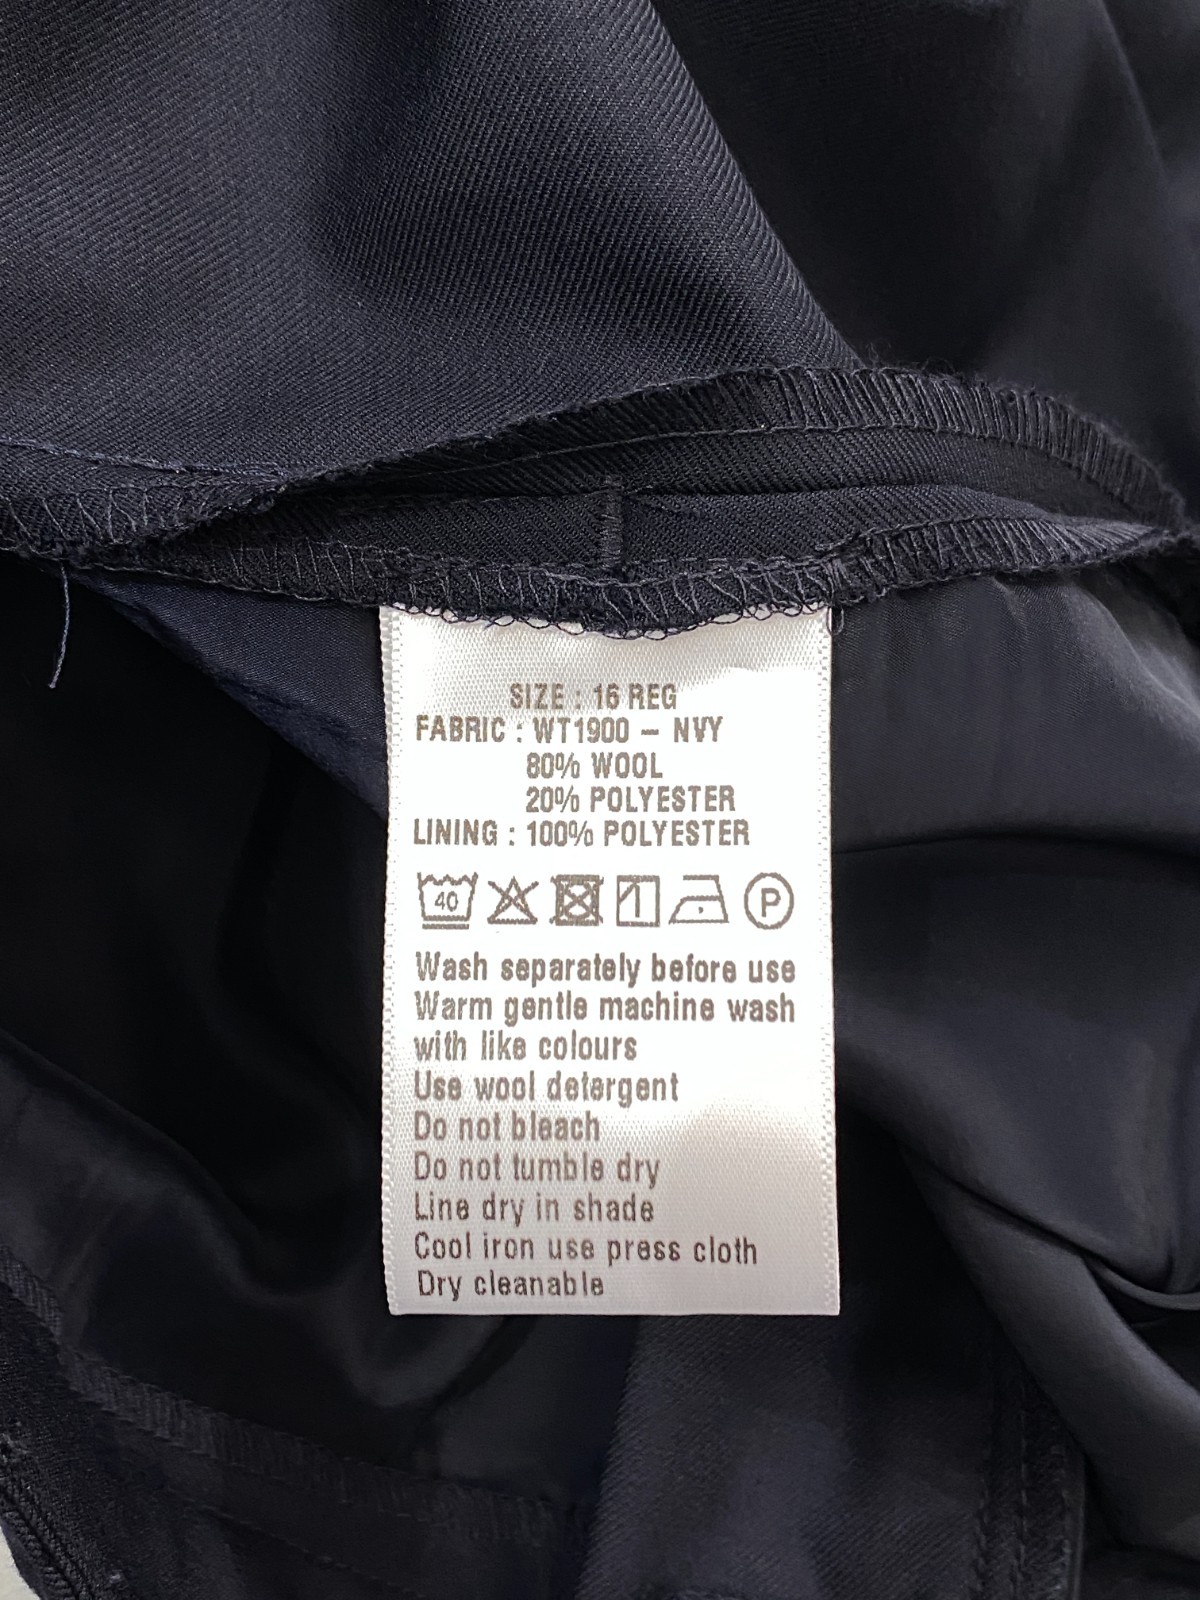 SIZE : 16 REG
FABRIC : WT1900 – NVY
80% WOOL
20% POLYESTER
LINING : 100% POLYESTER
40 P
Wash separately before use
Warm gentle machine wash
with like colours
Use wool detergent
Do not bleach
Do not tumble dry
Line dry in shade
Cool iron use press cloth
Dry cleanable